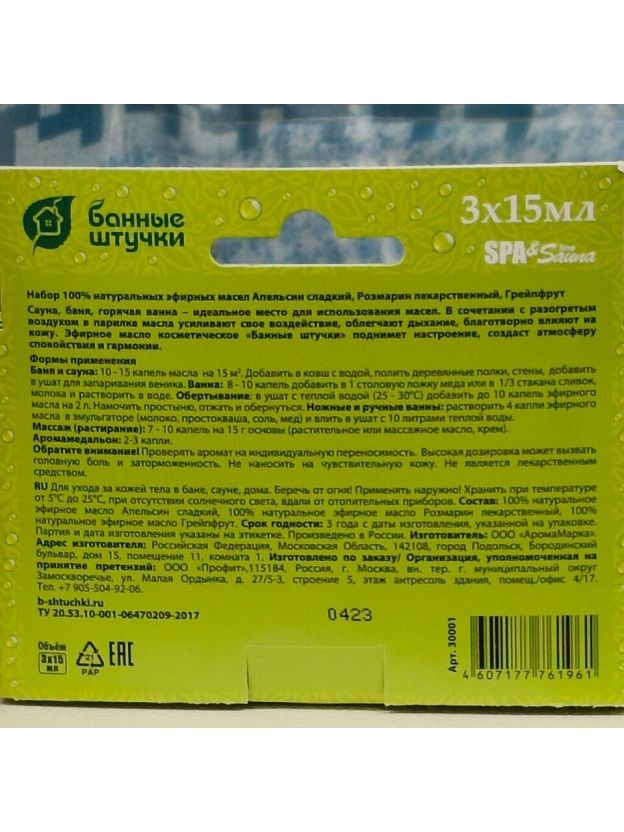 банные
штучки
3x15мл
SPA& line Sauna
Набор 100% натуральных эфирных масел Апельсин сладкий, Розмарин лекарственный, Грейпфрут
Сауна, баня, горячая ванна – идеальное место для использования масел. В сочетании с разогретым
воздухом в парилке масла усиливают свое воздействие, облегчают дыхание, благотворно влияют на
кожу. Эфирное масло косметическое «Банные штучки» поднимет настроение, создаст атмосферу
спокойствия и гармонии.
Формы применения
Баня и сауна: 10 - 15 капель масла на 15 м². Добавить в ковш с водой, полить деревянные полки, стены, добавить
в ушат для запаривания веника. Ванна: 8 - 10 капель добавить в 1 столовую ложку меда или в 1/3 стакана сливок,
молока и растворить в воде. Обертывание: в ушат с теплой водой (25 - 30°С) добавить до 10 капель эфирного
масла на 2 л. Намочить простыню, отжать и обернуться. Ножные и ручные ванны: растворить 4 капли эфирного
масла в эмульгаторе (молоко, простокваша, соль, мед) и влить в ушат с 10 литрами теплой воды.
Массаж (растирание): 7 - 10 капель на 15 г основы (растительное или массажное масло, крем).
Аромамедальон: 2-3 капли.
Обратите внимание! Проверять аромат на индивидуальную переносимость. Высокая дозировка может вызвать
головную боль и заторможенность. Не наносить на чувствительную кожу. Не является лекарственным
средством.
RU Для ухода за кожей тела в бане, сауне, дома. Беречь от огня! Применять наружно! Хранить при температуре
от 5°С до 25°С, при отсутствии солнечного света, вдали от отопительных приборов. Состав: 100% натуральное
эфирное масло Апельсин сладкий, 100% натуральное эфирное масло Розмарин лекарственный, 100%
натуральное эфирное масло Грейпфрут. Срок годности: 3 года с даты изготовления, указанной на упаковке.
Партия и дата изготовления указаны на этикетке. Произведено в России. Изготовитель: ООО «АромаМарка».
Адрес изготовителя: Российская Федерация, Московская Область, 142108, город Подольск, Бородинский
бульвар, дом 15, помещение 11, комната 1. Изготовлено по заказу/ Организация, уполномоченная на
принятие претензий: ООО «Профит»,115184, Россия, г. Москва, вн. тер. г. муниципальный округ
Замоскворечье, ул. Малая Ордынка, д. 27/5-3, строение 5, этаж антресоль здания, помещ/офис 4/17.
Тел. +7 905-504-92-06.
b-shtuchki.ru
ТУ 20.53.10-001-06470209-2017
0423
Объём
3x15
мл
21
PAP
ЕАС
Арт. 30001
4 607177 761961